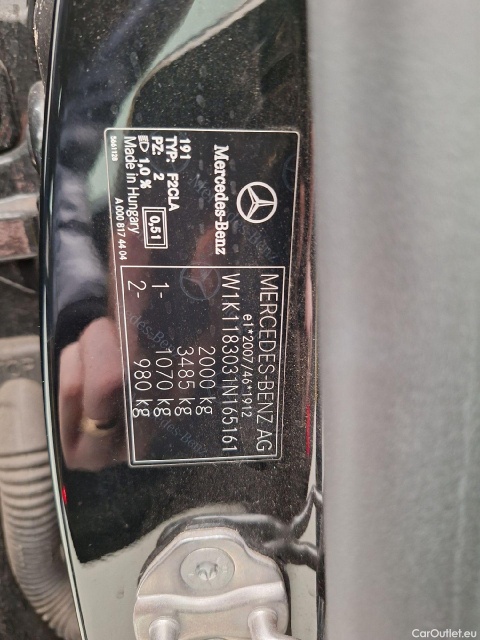 Mercedes-Benz
191
TYP: F2CLA
PZ: 2 0,51
1,0 %
Made in Hungary
5661128 A 000 817 44 04
MERCEDES-BENZ AG
e1*2007/46*1912
W1K1183031N165161
2000 kg
3485 kg
1- 1070 kg
2- 980 kg
CarOutlet.eu